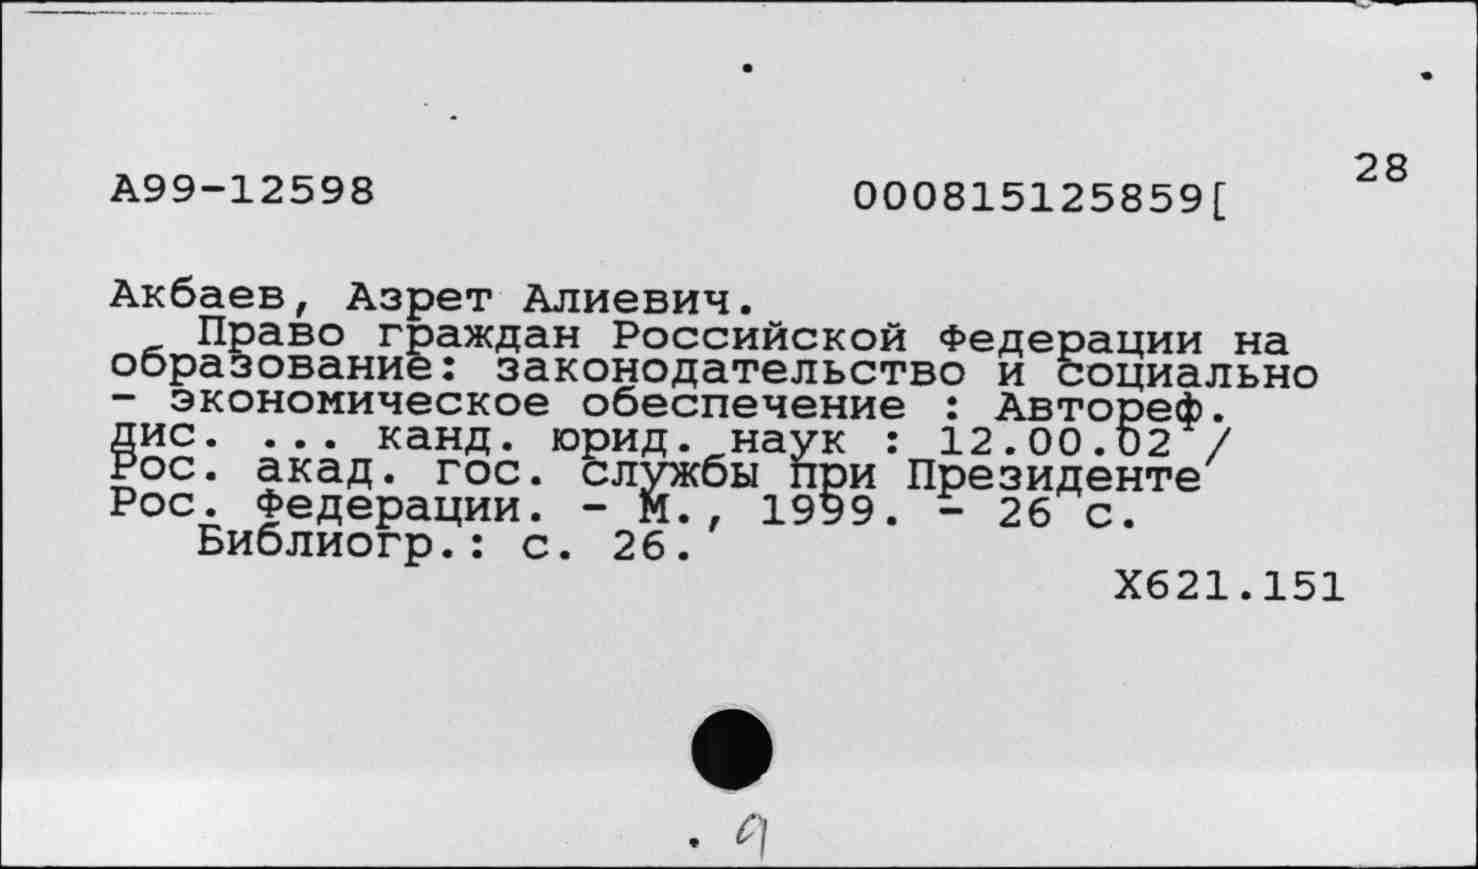 28
А99-12598 000815125859[
Акбаев, Азрет Алиевич.
Право граждан Российской Федерации на
образование: законодательство и социально
- экономическое обеспечение : Автореф.
дис. ... канд. юрид. наук : 12.00.02 /
Рос. акад. гос. службы при Президенте
Рос. Федерации. - М., 1999. - 26 с.
Библиогр.: с. 26.
Х621.151